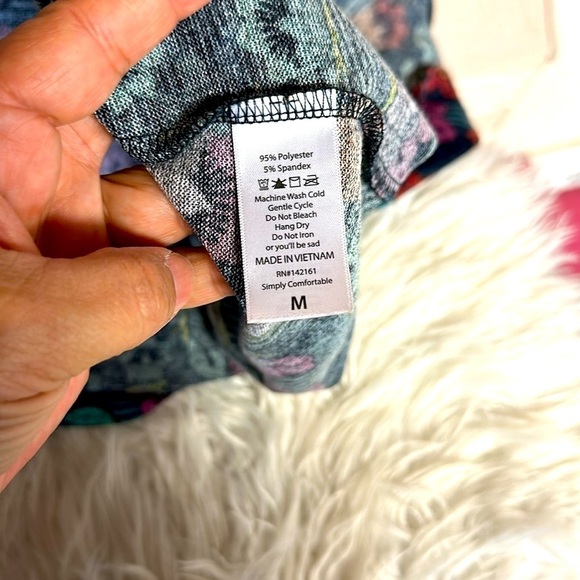 95% Polyester
5% Spandex
Machine Wash Cold
Gentle Cycle
Do Not Bleach
Hang Dry
Do Not Iron
or you'll be sad
MADE IN VIETNAM
RN#142161
Simply Comfortable
M